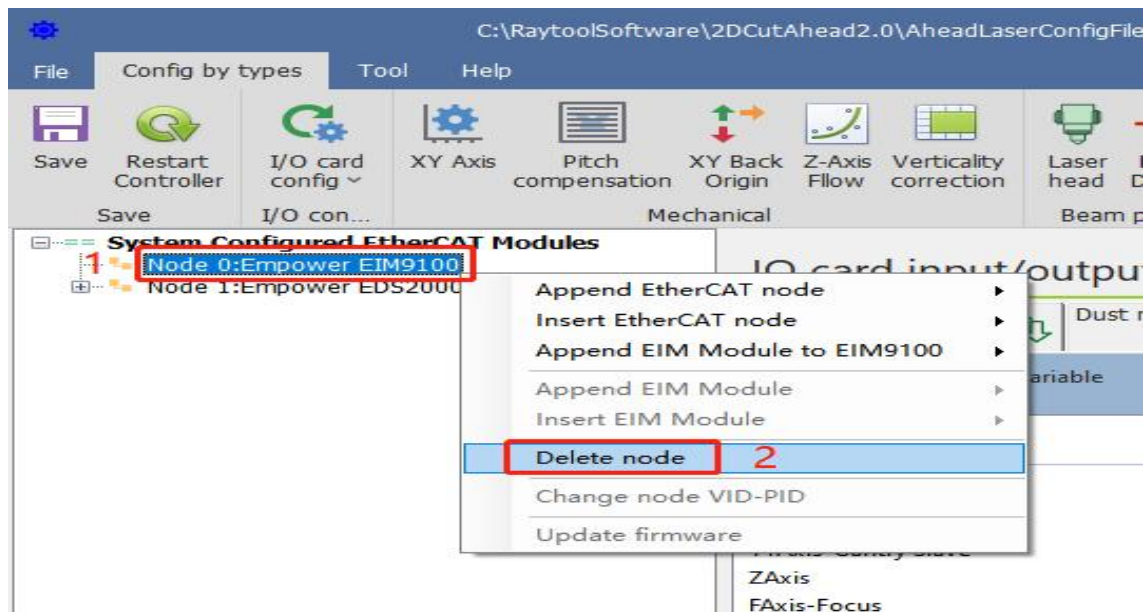 C:\RaytoolSoftware\2DCutAhead2.0\AheadLaserConfigFile
File Config by types Tool Help
Save Restart Controller I/O card config XY Axis Pitch compensation XY Back Origin Z-Axis Fllow Verticality correction Laser head
Save I/O con... Mechanical Beam p
System Configured EtherCAT Modules
1 Node 0:Empower EIM9100
IO card input/outpu
Node 1:Empower EDS2000
Append EtherCAT node
Dust r
Insert EtherCAT node
Append EIM Module to EIM9100
ariable
Append EIM Module
Insert EIM Module
Delete node 2
Change node VID-PID
Update firmware
ZAxis
FAxis-Focus